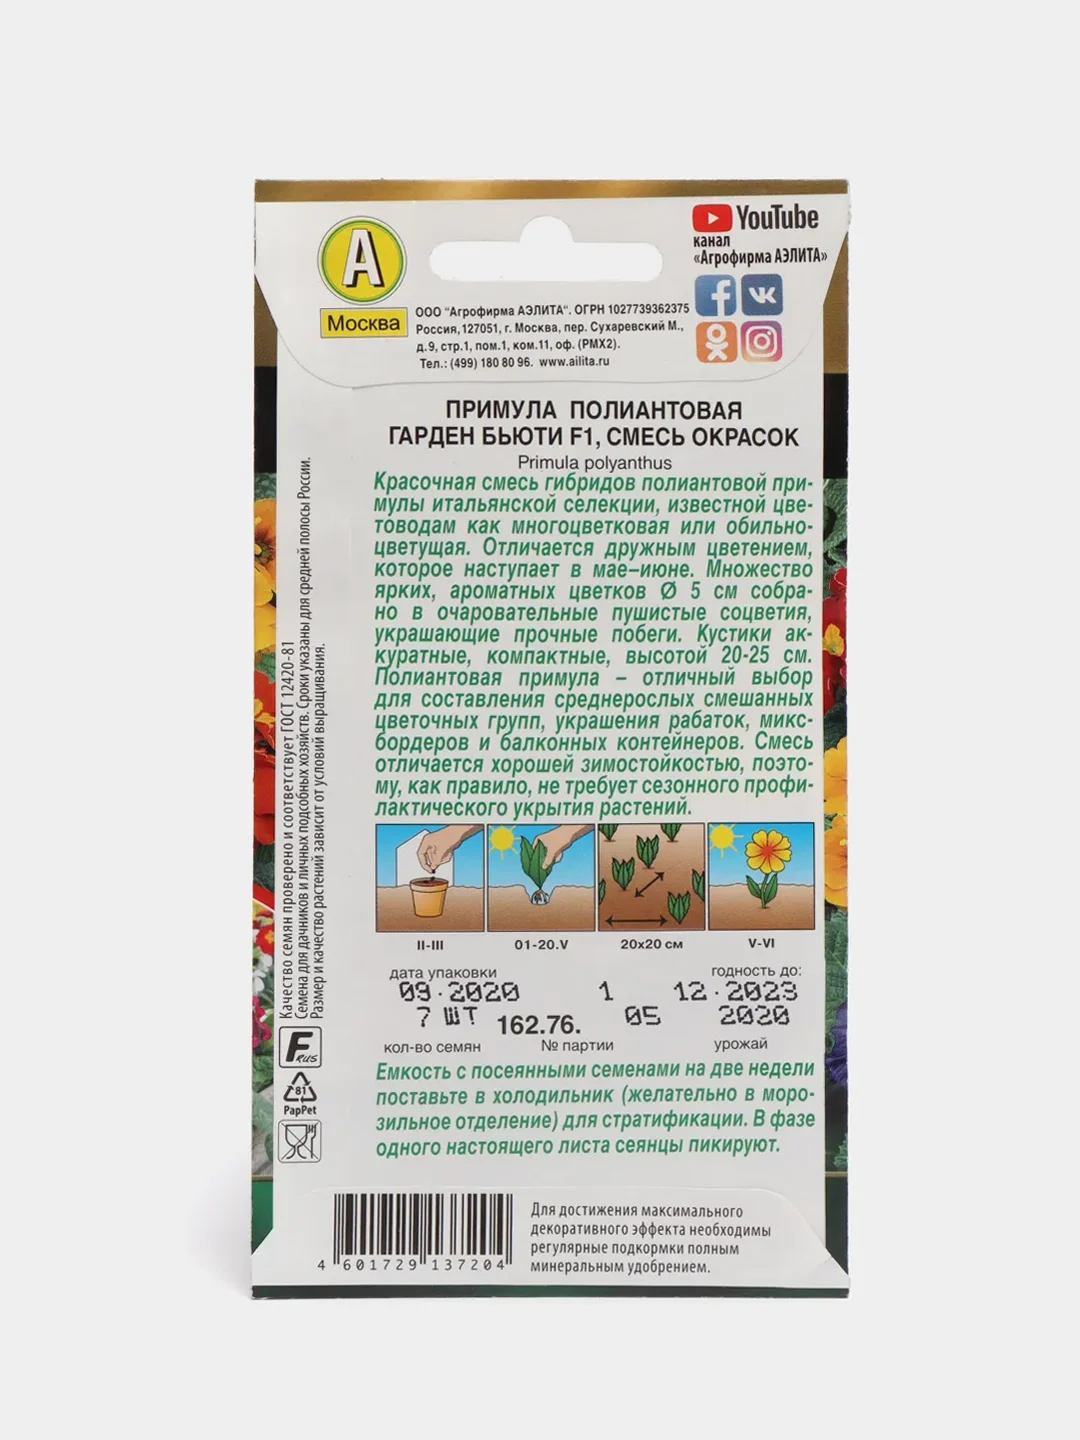 YouTube
канал
«Агрофирма АЭЛИТА»
А
Москва
ООО "Агрофирма АЭЛИТА". ОГРН 1027739362375
Россия, 127051, г. Москва, пер. Сухаревский М.,
д.9, стр.1, пом.1, ком.11, оф. (РМХ2).
Тел.: (499) 180 80 96. www.ailita.ru
ПРИМУЛА ПОЛИАНТОВАЯ
ГАРДЕН БЬЮТИ F1, СМЕСЬ ОКРАСОК
Primula polyanthus
Красочная смесь гибридов полиантовой при-
мулы итальянской селекции, известной цве-
товодам как многоцветковая или обильно-
цветущая. Отличается дружным цветением,
которое наступает в мае–июне. Множество
ярких, ароматных цветков Ø 5 см собра-
но в очаровательные пушистые соцветия,
украшающие прочные побеги. Кустики ак-
куратные, компактные, высотой 20-25 см.
Полиантовая примула – отличный выбор
для составления среднерослых смешанных
цветочных групп, украшения рабаток, микс-
бордеров и балконных контейнеров. Смесь
отличается хорошей зимостойкостью, поэто-
му, как правило, не требует сезонного профи-
лактического укрытия растений.
II-III 01-20.V 20x20 см V-VI
дата упаковки годность до:
09·2020 1 12·2023
7 ШТ 162.76. 05 2020
кол-во семян № партии урожай
Емкость с посеянными семенами на две недели
поставьте в холодильник (желательно в моро-
зильное отделение) для стратификации. В фазе
одного настоящего листа сеянцы пикируют.
Качество семян проверено и соответствует ГОСТ 12420-81
Семена для дачников и личных подсобных хозяйств. Сроки указаны для средней полосы России.
Размер и качество растений зависит от условий выращивания.
F RUS
81
PapPet
4 601729 137204
Для достижения максимального
декоративного эффекта необходимы
регулярные подкормки полным
минеральным удобрением.